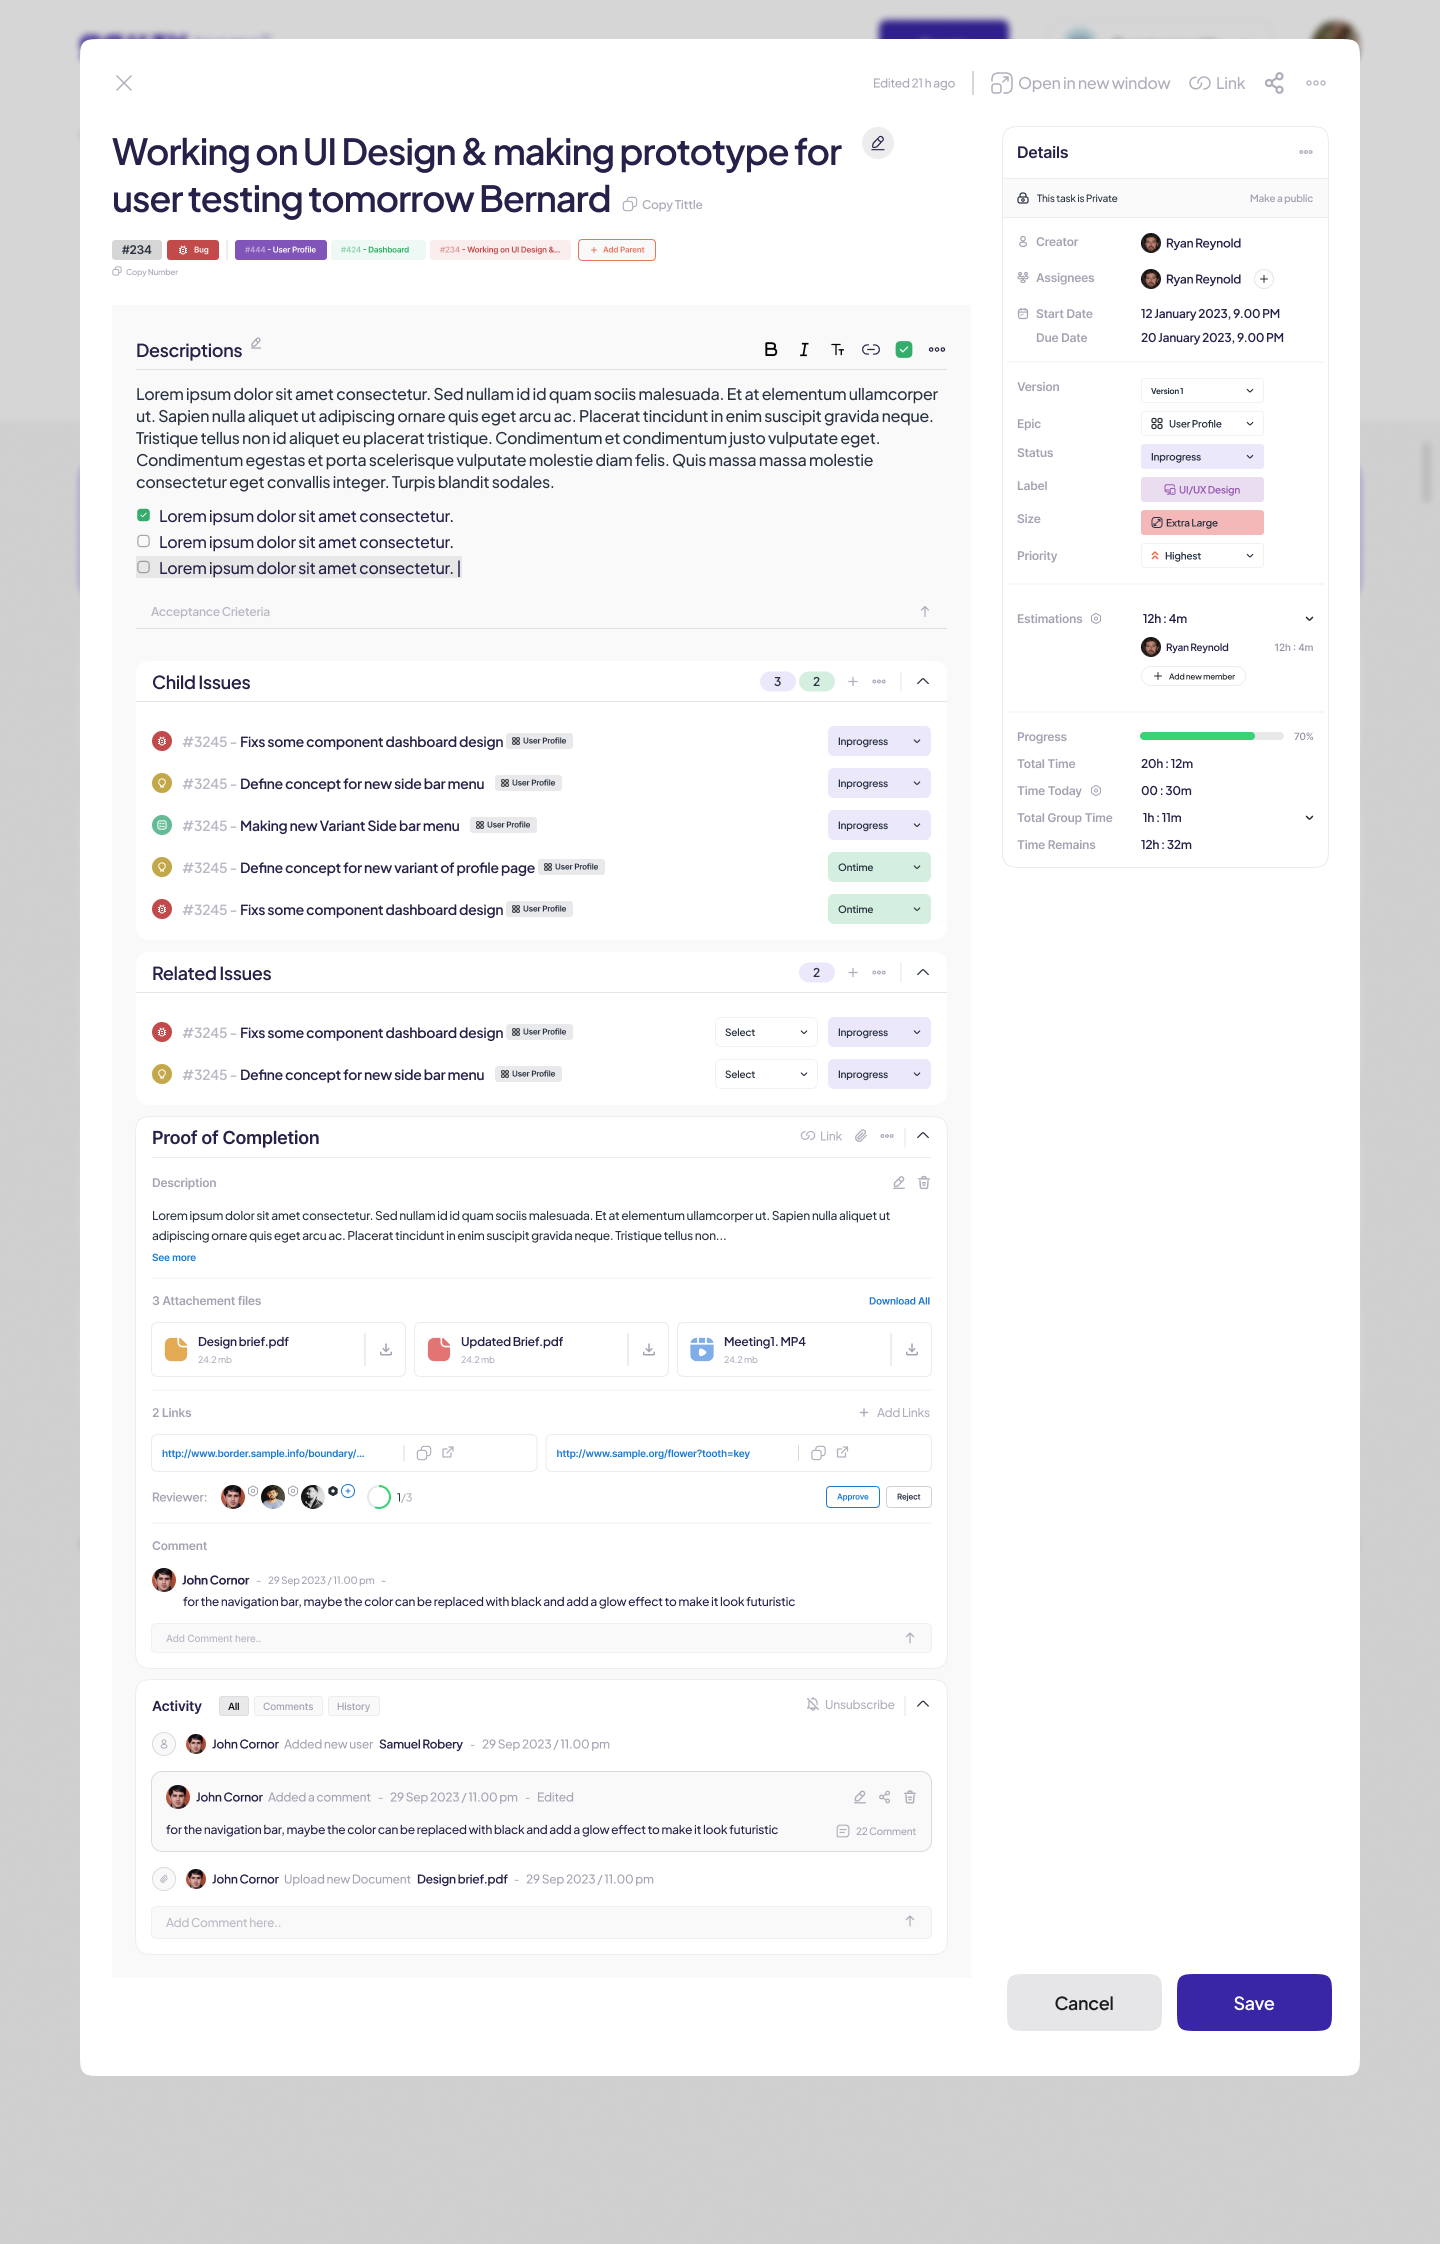 Edited 21 h ago
Open in new window
Link
Working on UI Design & making prototype for
user testing tomorrow Bernard
Copy Tittle
#234
Bug
#444 - User Profile
#424 - Dashboard
#234 - Working on UI Design &...
Add Parent
Copy Number
Descriptions
B I Tт
Lorem ipsum dolor sit amet consectetur. Sed nullam id id quam sociis malesuada. Et at elementum ullamcorper
ut. Sapien nulla aliquet ut adipiscing ornare quis eget arcu ac. Placerat tincidunt in enim suscipit gravida neque.
Tristique tellus non id aliquet eu placerat tristique. Condimentum et condimentum justo vulputate eget.
Condimentum egestas et porta scelerisque vulputate molestie diam felis. Quis massa massa molestie
consectetur eget convallis integer. Turpis blandit sodales.
Lorem ipsum dolor sit amet consectetur.
Lorem ipsum dolor sit amet consectetur.
Lorem ipsum dolor sit amet consectetur. |
Acceptance Crieteria
Child Issues
3
2
#3245 - Fixs some component dashboard design
User Profile
Inprogress
#3245 - Define concept for new side bar menu
User Profile
Inprogress
#3245 - Making new Variant Side bar menu
User Profile
Inprogress
#3245 - Define concept for new variant of profile page
User Profile
Ontime
#3245 - Fixs some component dashboard design
User Profile
Ontime
Related Issues
2
#3245 - Fixs some component dashboard design
User Profile
Select
Inprogress
#3245 - Define concept for new side bar menu
User Profile
Select
Inprogress
Proof of Completion
Link
Description
Lorem ipsum dolor sit amet consectetur. Sed nullam id id quam sociis malesuada. Et at elementum ullamcorper ut. Sapien nulla aliquet ut
adipiscing ornare quis eget arcu ac. Placerat tincidunt in enim suscipit gravida neque. Tristique tellus non...
See more
3 Attachement files
Download All
Design brief.pdf
24.2 mb
Updated Brief.pdf
24.2 mb
Meeting1. MP4
24.2 mb
2 Links
Add Links
http://www.border.sample.info/boundary/...
http://www.sample.org/flower?tooth=key
Reviewer:
1/3
Approve
Reject
Comment
John Cornor - 29 Sep 2023 / 11.00 pm -
for the navigation bar, maybe the color can be replaced with black and add a glow effect to make it look futuristic
Add Comment here..
Activity
All
Comments
History
Unsubscribe
John Cornor Added new user Samuel Robery - 29 Sep 2023 / 11.00 pm
John Cornor Added a comment - 29 Sep 2023 / 11.00 pm - Edited
for the navigation bar, maybe the color can be replaced with black and add a glow effect to make it look futuristic
22 Comment
John Cornor Upload new Document Design brief.pdf - 29 Sep 2023 / 11.00 pm
Add Comment here..
Details
This task is Private
Make a public
Creator
Ryan Reynold
Assignees
Ryan Reynold
Start Date
12 January 2023, 9.00 PM
Due Date
20 January 2023, 9.00 PM
Version
Version 1
Epic
User Profile
Status
Inprogress
Label
UI/UX Design
Size
Extra Large
Priority
Highest
Estimations
12h : 4m
Ryan Reynold
12h : 4m
Add new member
Progress
70%
Total Time
20h : 12m
Time Today
00 : 30m
Total Group Time
1h : 11m
Time Remains
12h : 32m
Cancel
Save